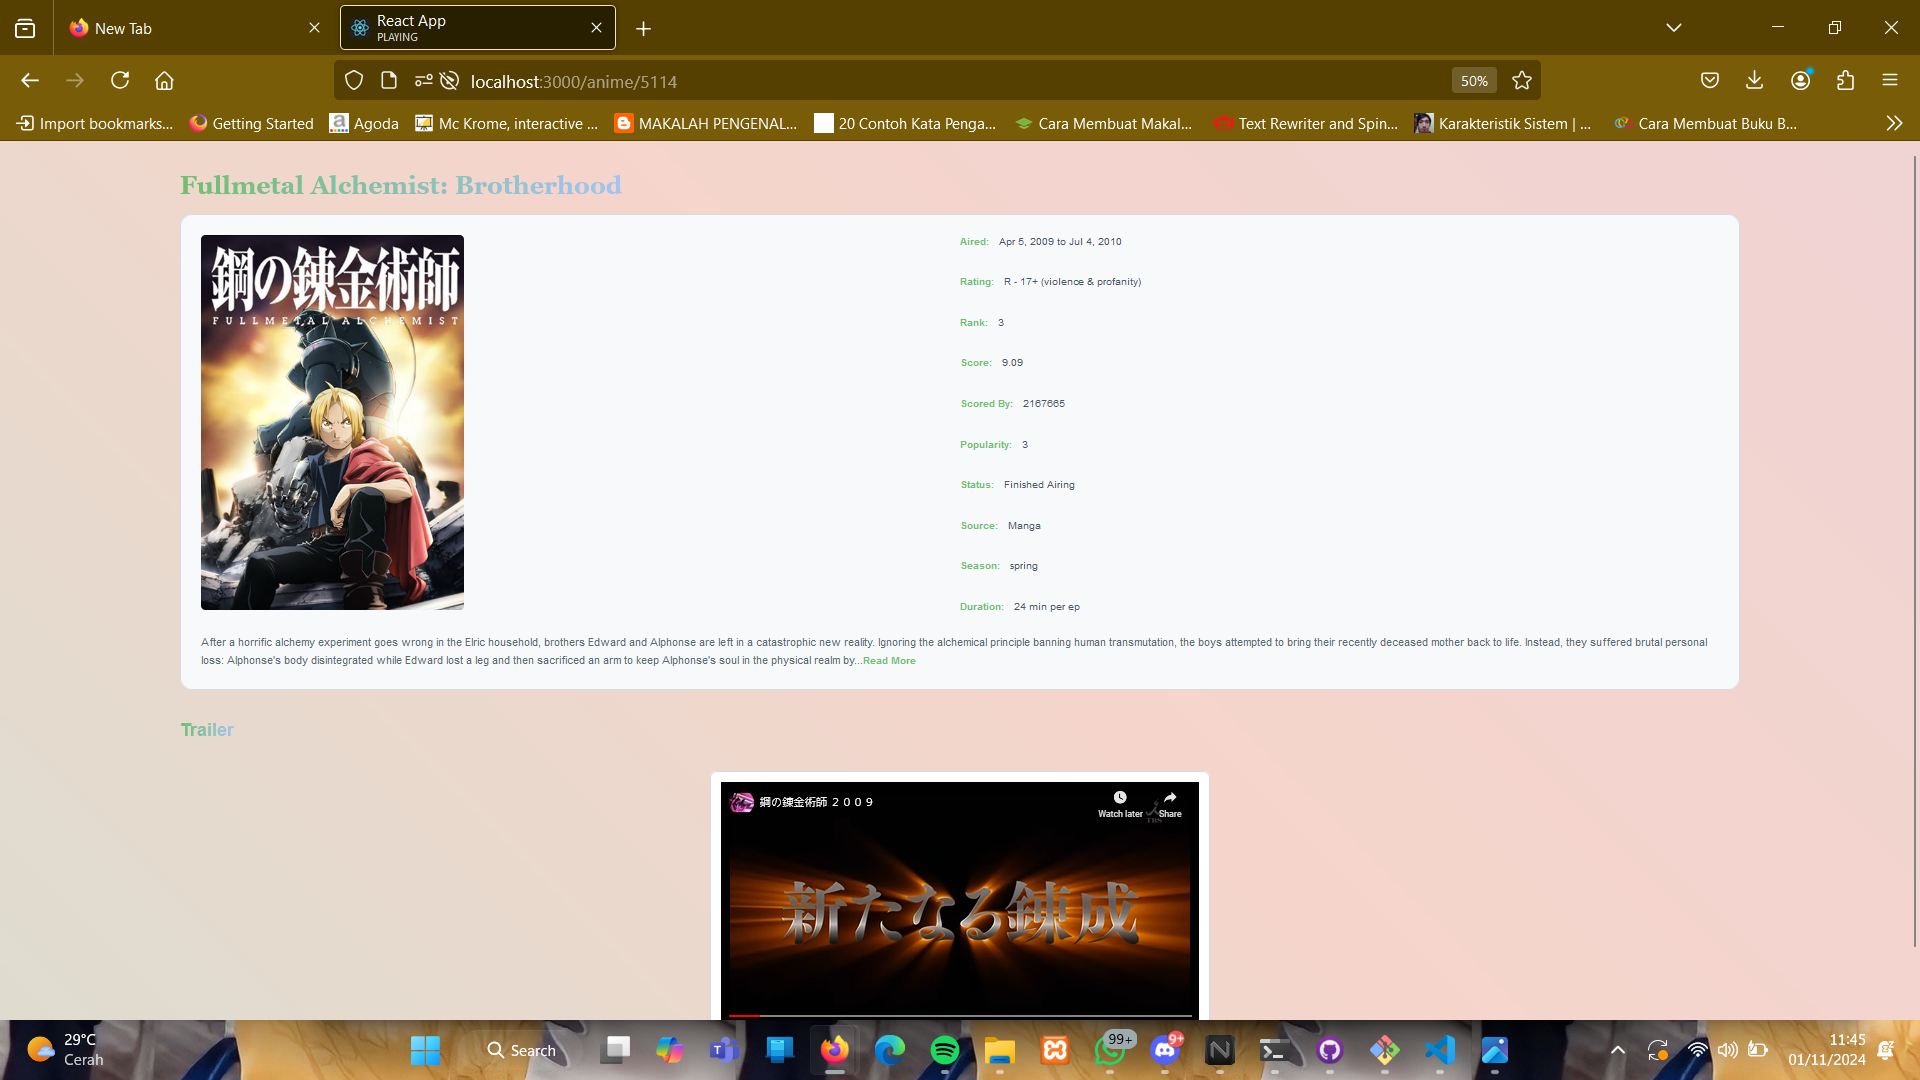 New Tab
React App
PLAYING
localhost:3000/anime/5114
50%
Import bookmarks...
Getting Started
Agoda
Mc Krome, interactive ...
MAKALAH PENGENAL...
20 Contoh Kata Penga...
Cara Membuat Makal...
Text Rewriter and Spin...
Karakteristik Sistem | ...
Cara Membuat Buku B...
Fullmetal Alchemist: Brotherhood
鋼の錬金術師
FULLMETAL ALCHEMIST
Aired: Apr 5, 2009 to Jul 4, 2010
Rating: R - 17+ (violence & profanity)
Rank: 3
Score: 9.09
Scored By: 2167665
Popularity: 3
Status: Finished Airing
Source: Manga
Season: spring
Duration: 24 min per ep
After a horrific alchemy experiment goes wrong in the Elric household, brothers Edward and Alphonse are left in a catastrophic new reality. Ignoring the alchemical principle banning human transmutation, the boys attempted to bring their recently deceased mother back to life. Instead, they suffered brutal personal
loss: Alphonse's body disintegrated while Edward lost a leg and then sacrificed an arm to keep Alphonse's soul in the physical realm by...Read More
Trailer
鋼の錬金術師 2009
Watch later
Share
TBS
新たなる錬成
29°C
Cerah
Search
99+
9+
11:45
01/11/2024